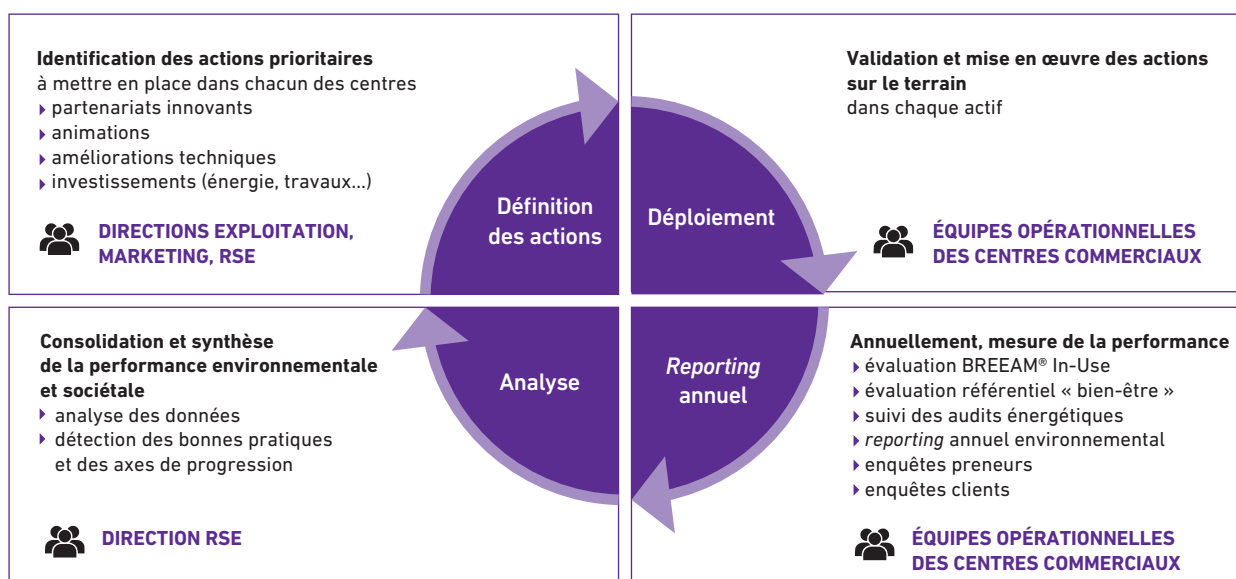 Identification des actions prioritaires
à mettre en place dans chacun des centres
partenariats innovants
animations
améliorations techniques
investissements (énergie, travaux...)
DIRECTIONS EXPLOITATION,
MARKETING, RSE
Définition
des actions
Validation et mise en œuvre des actions
sur le terrain
dans chaque actif
Déploiement
ÉQUIPES OPÉRATIONNELLES
DES CENTRES COMMERCIAUX
Consolidation et synthèse
de la performance environnementale
et sociétale
analyse des données
détection des bonnes pratiques
et des axes de progression
DIRECTION RSE
Analyse
Reporting
annuel
Annuellement, mesure de la performance
évaluation BREEAM® In-Use
évaluation référentiel « bien-être »
suivi des audits énergétiques
reporting annuel environnemental
enquêtes preneurs
enquêtes clients
ÉQUIPES OPÉRATIONNELLES
DES CENTRES COMMERCIAUX